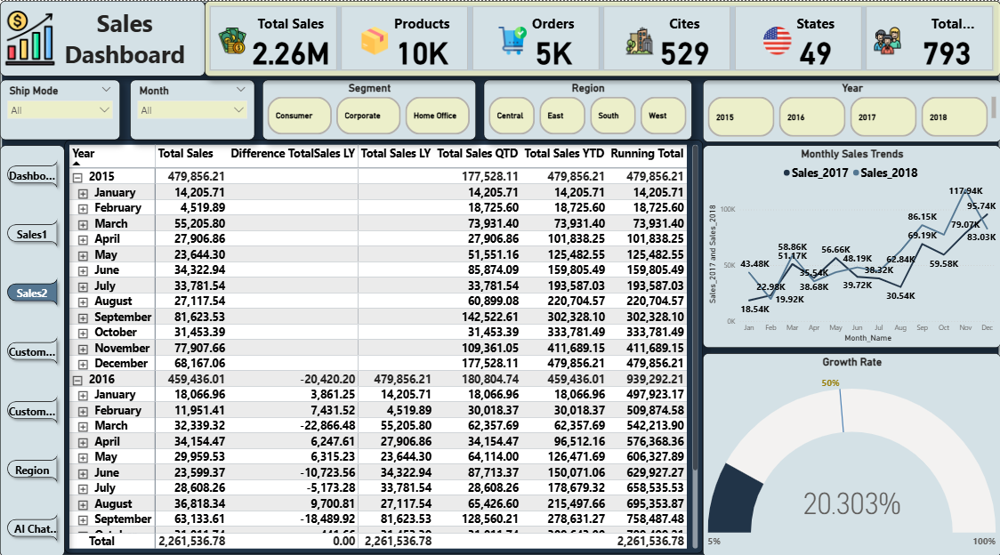 Sales Dashboard
Total Sales
2.26M
Products
10K
Orders
5K
Cites
529
States
49
Total...
793
Ship Mode
All
Month
All
Segment
Consumer
Corporate
Home Office
Region
Central
East
South
West
Year
2015
2016
2017
2018
Dashbo...
Sales1
Sales2
Custom...
Custom...
Region
AI Chat..
Year Total Sales Difference TotalSales LY Total Sales LY Total Sales QTD Total Sales YTD Running Total
2015 479,856.21 177,528.11 479,856.21 479,856.21
January 14,205.71 14,205.71 14,205.71 14,205.71
February 4,519.89 18,725.60 18,725.60 18,725.60
March 55,205.80 73,931.40 73,931.40 73,931.40
April 27,906.86 27,906.86 101,838.25 101,838.25
May 23,644.30 51,551.16 125,482.55 125,482.55
June 34,322.94 85,874.09 159,805.49 159,805.49
July 33,781.54 33,781.54 193,587.03 193,587.03
August 27,117.54 60,899.08 220,704.57 220,704.57
September 81,623.53 142,522.61 302,328.10 302,328.10
October 31,453.39 31,453.39 333,781.49 333,781.49
November 77,907.66 109,361.05 411,689.15 411,689.15
December 68,167.06 177,528.11 479,856.21 479,856.21
2016 459,436.01 -20,420.20 479,856.21 180,804.74 459,436.01 939,292.21
January 18,066.96 3,861.25 14,205.71 18,066.96 18,066.96 497,923.17
February 11,951.41 7,431.52 4,519.89 30,018.37 30,018.37 509,874.58
March 32,339.32 -22,866.48 55,205.80 62,357.69 62,357.69 542,213.90
April 34,154.47 6,247.61 27,906.86 34,154.47 96,512.16 576,368.36
May 29,959.53 6,315.23 23,644.30 64,114.00 126,471.69 606,327.89
June 23,599.37 -10,723.56 34,322.94 87,713.37 150,071.06 629,927.27
July 28,608.26 -5,173.28 33,781.54 28,608.26 178,679.32 658,535.53
August 36,818.34 9,700.81 27,117.54 65,426.60 215,497.66 695,353.87
September 63,133.61 -18,489.92 81,623.53 128,560.21 278,631.27 758,487.48
Total 2,261,536.78 0.00 2,261,536.78 2,261,536.78
Monthly Sales Trends
Sales_2017 Sales_2018
Sales_2017 and Sales_2018
100K
50K
0K
43.48K
18.54K
22.98K
19.92K
58.86K
51.17K
35.54K
38.68K
56.66K
48.19K
39.72K
38.32K
62.84K
30.54K
86.15K
69.19K
59.58K
117.94K
79.07K
95.74K
83.03K
Jan Feb Mar Apr May Jun Jul Aug Sep Oct Nov Dec
Month_Name
Growth Rate
50%
20.303%
5%
100%